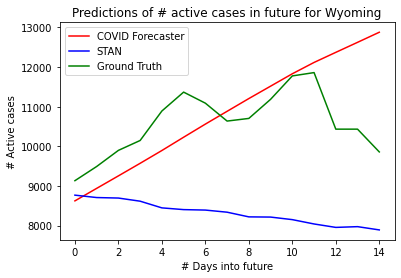 Predictions of # active cases in future for Wyoming
COVID Forecaster
STAN
Ground Truth
# Active cases
13000
12000
11000
10000
9000
8000
0 2 4 6 8 10 12 14
# Days into future